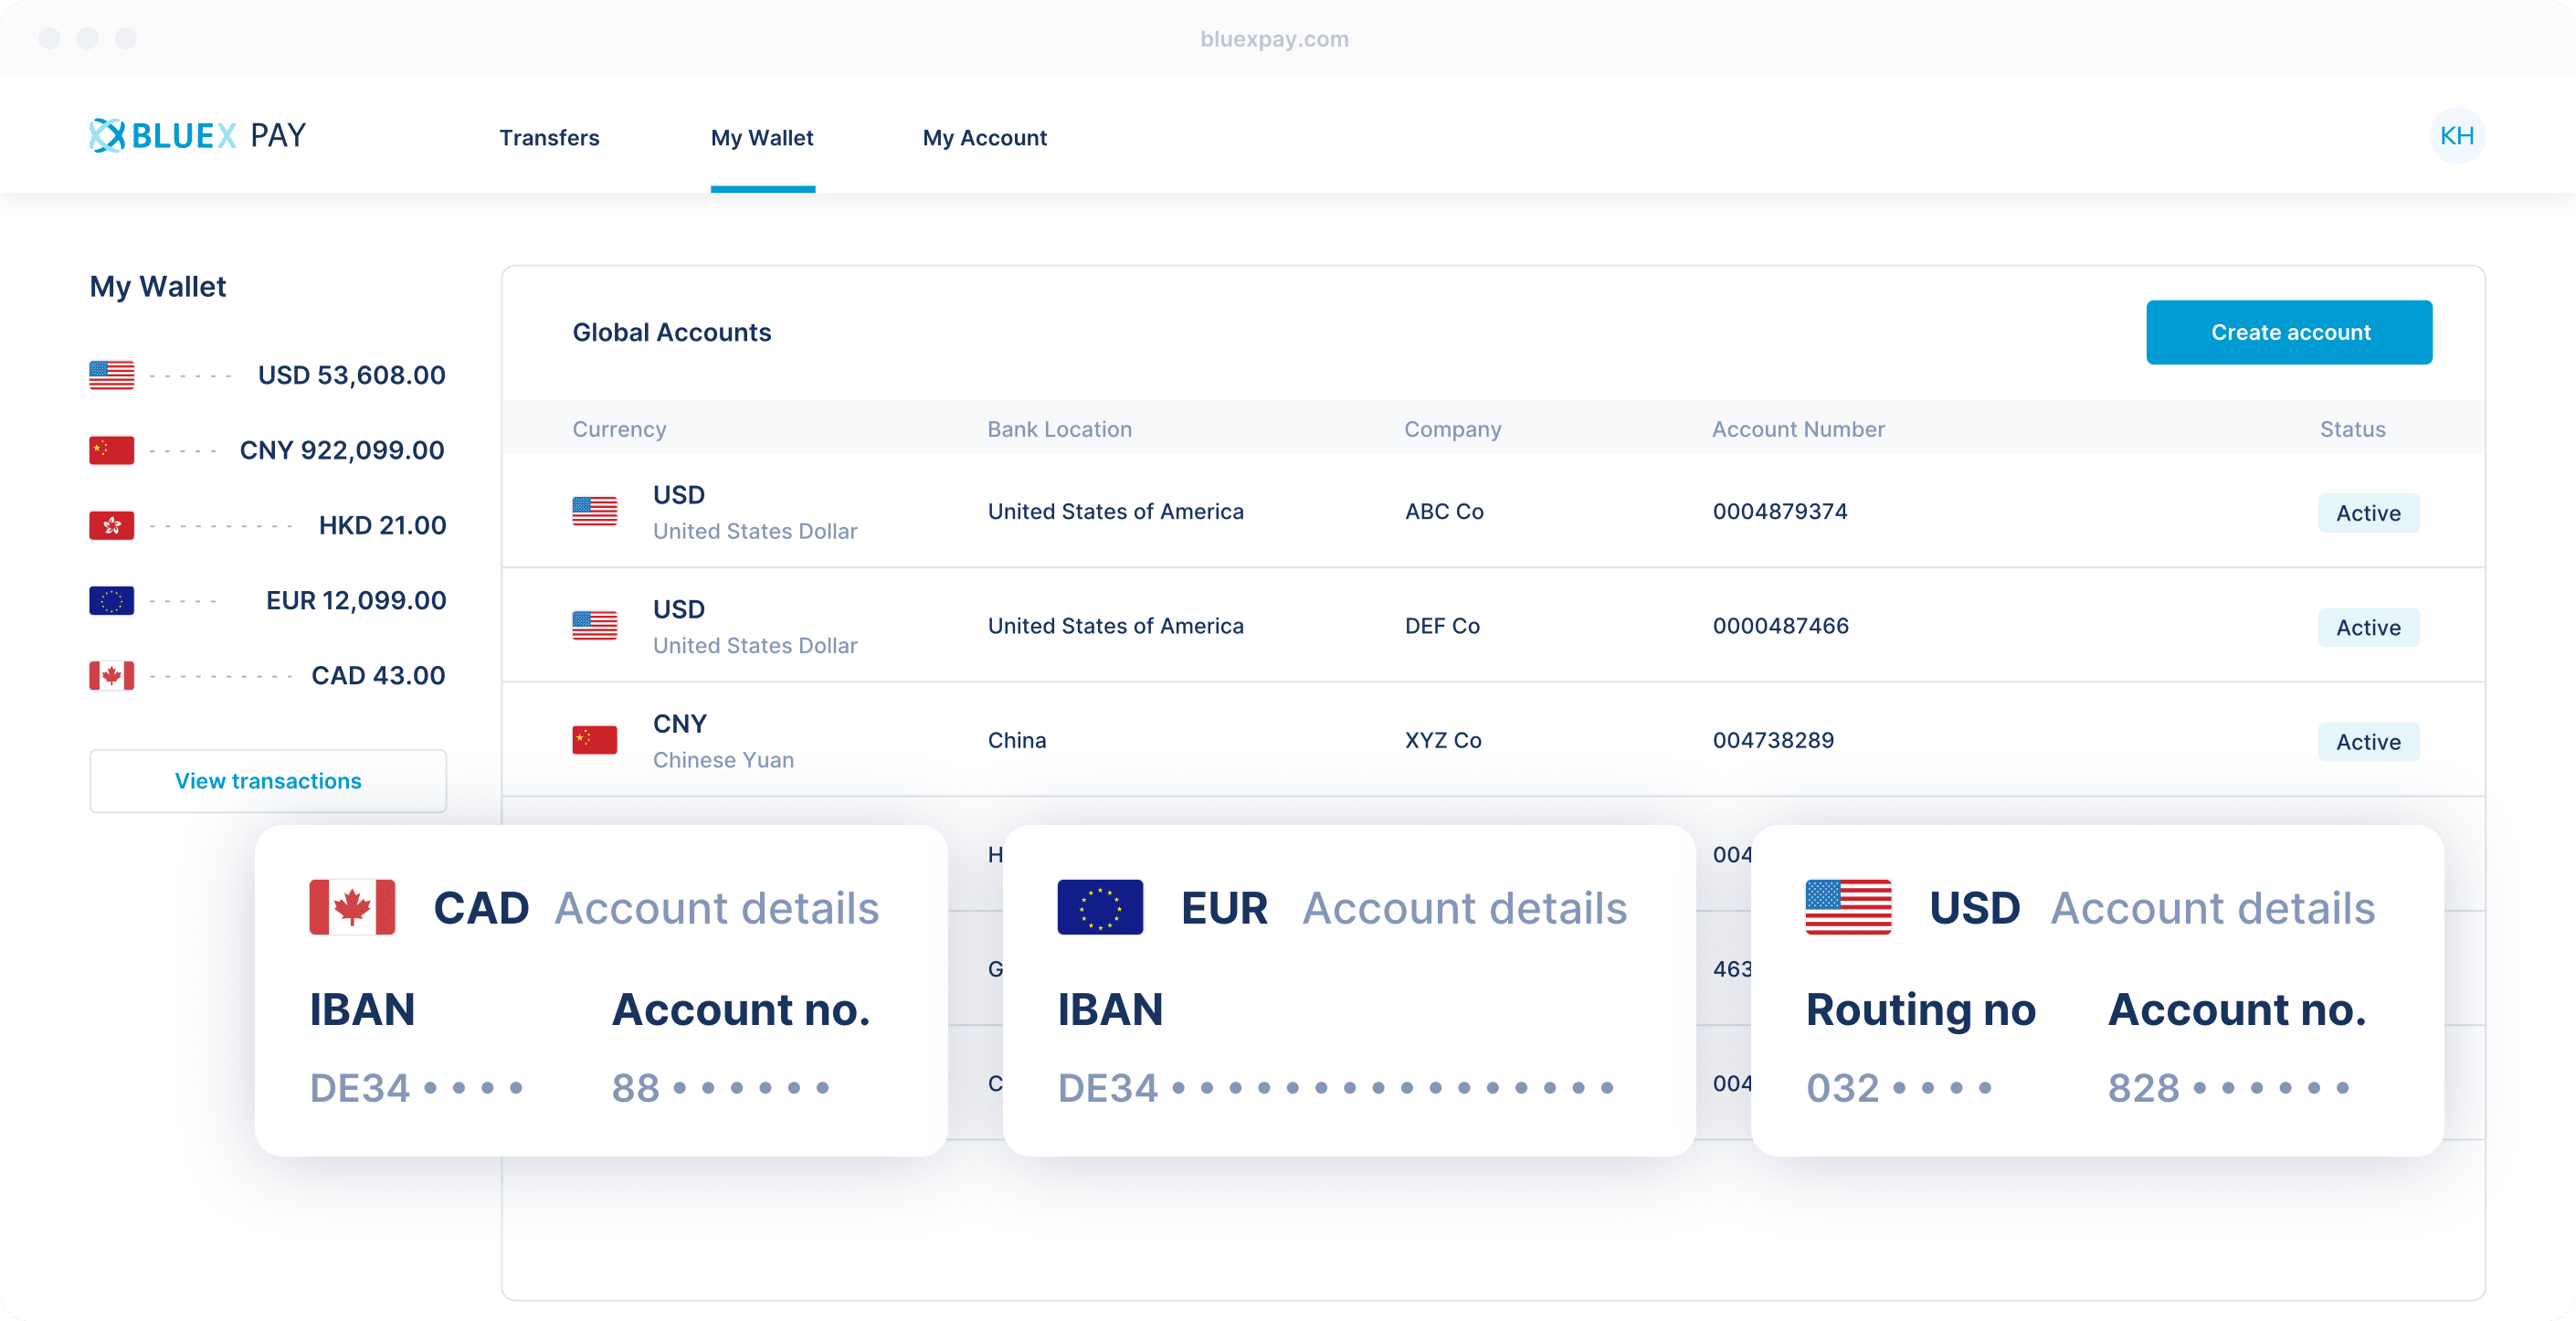 bluexpay.com
BLUEX PAY
Transfers
My Wallet
My Account
KH
My Wallet
USD 53,608.00
CNY 922,099.00
HKD 21.00
EUR 12,099.00
CAD 43.00
View transactions
Global Accounts
Create account
Currency Bank Location Company Account Number Status
USD
United States Dollar
United States of America ABC Co 0004879374 Active
USD
United States Dollar
United States of America DEF Co 0000487466 Active
CNY
Chinese Yuan
China XYZ Co 004738289 Active
H 004
G 463
C 004
CAD Account details
IBAN Account no.
DE34 • • • • 88 • • • • • •
EUR Account details
IBAN
DE34 • • • • • • • • • • • • • • • •
USD Account details
Routing no Account no.
032 • • • • 828 • • • • • •